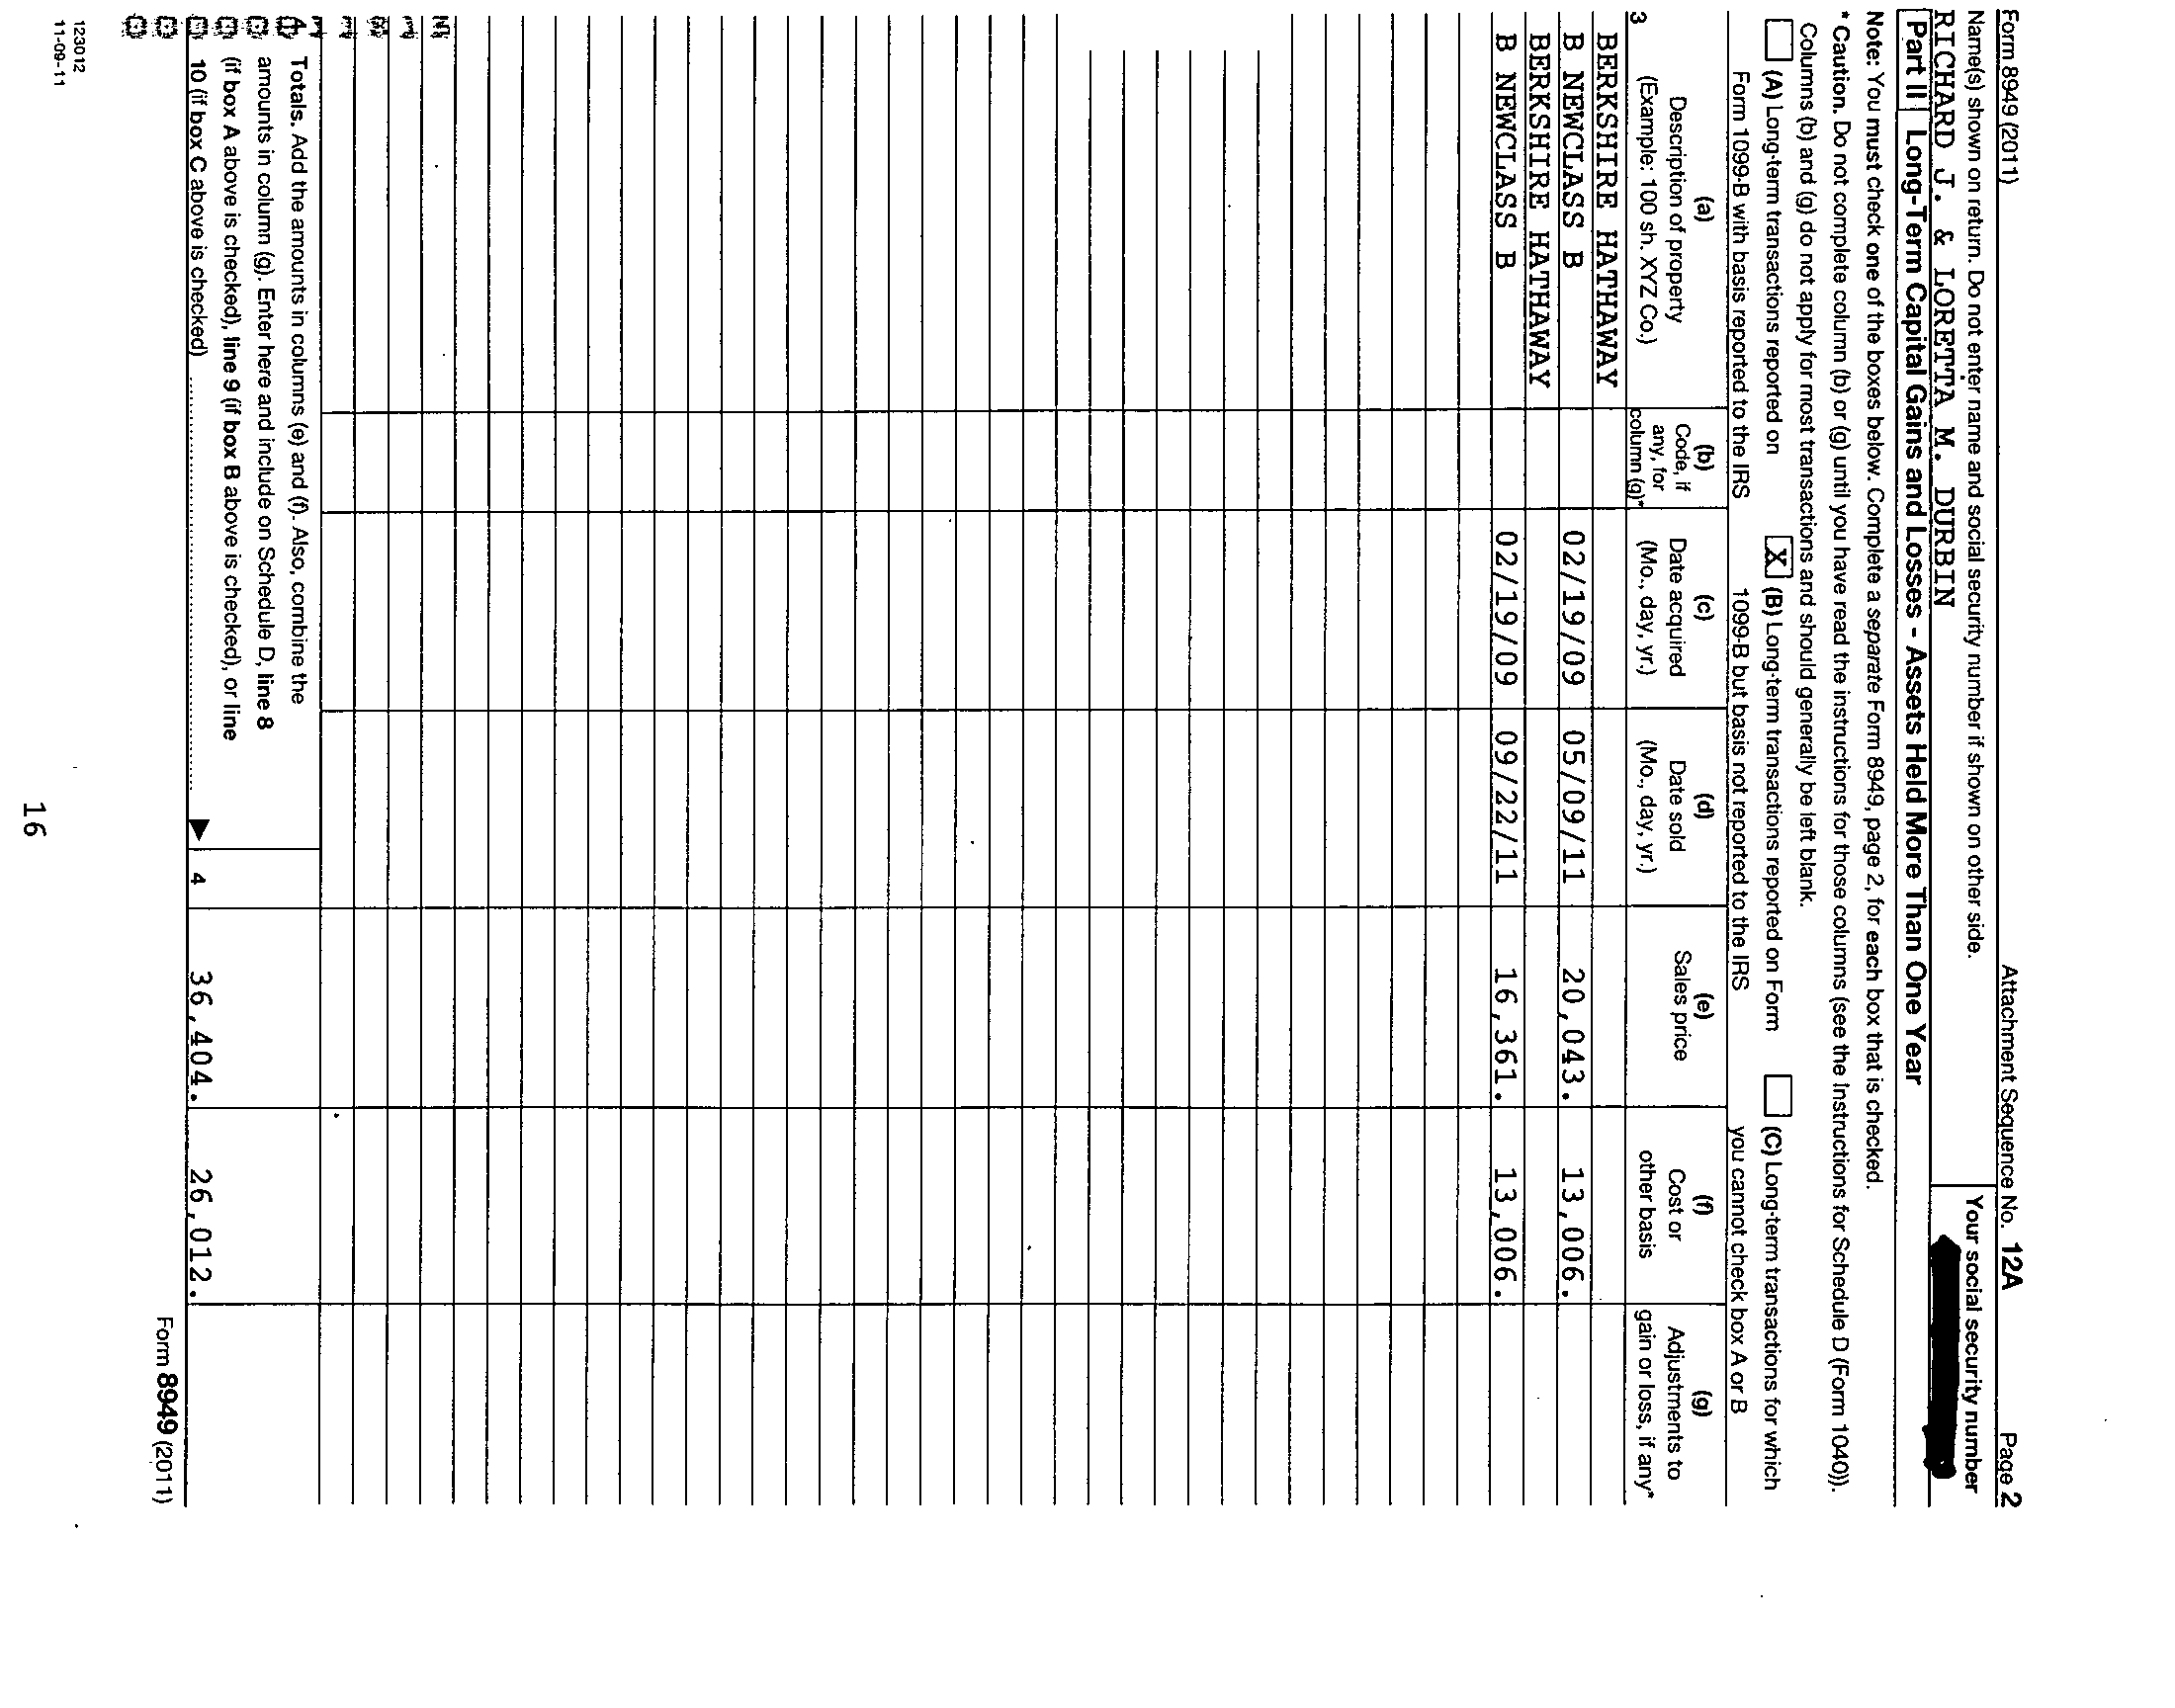 Form 8949 (2011) Attachment Sequence No. 12A Page 2
Name(s) shown on return. Do not enter name and social security number if shown on other side. Your social security number
RICHARD J. & LORETTA M. DURBIN
Part II Long-Term Capital Gains and Losses - Assets Held More Than One Year
Note: You must check one of the boxes below. Complete a separate Form 8949, page 2, for each box that is checked.
* Caution. Do not complete column (b) or (g) until you have read the instructions for those columns (see the Instructions for Schedule D (Form 1040)).
Columns (b) and (g) do not apply for most transactions and should generally be left blank.
(A) Long-term transactions reported on X (B) Long-term transactions reported on Form (C) Long-term transactions for which
Form 1099-B with basis reported to the IRS 1099-B but basis not reported to the IRS you cannot check box A or B
(a) (b) (c) (d) (e) (f) (g)
Description of property Code, if Date acquired Date sold Sales price Cost or Adjustments to
3 (Example: 100 sh. XYZ Co.) any, for (Mo., day, yr.) (Mo., day, yr.) other basis gain or loss, if any*
column (g)*
BERKSHIRE HATHAWAY
B NEWCLASS B 02/19/09 05/09/11 20,043. 13,006.
BERKSHIRE HATHAWAY
B NEWCLASS B 02/19/09 09/22/11 16,361. 13,006.
4 Totals. Add the amounts in columns (e) and (f). Also, combine the
amounts in column (g). Enter here and include on Schedule D, line 8
(if box A above is checked), line 9 (if box B above is checked), or line
10 (if box C above is checked) 4 36,404. 26,012.
Form 8949 (2011)
123012
11-09-11
16